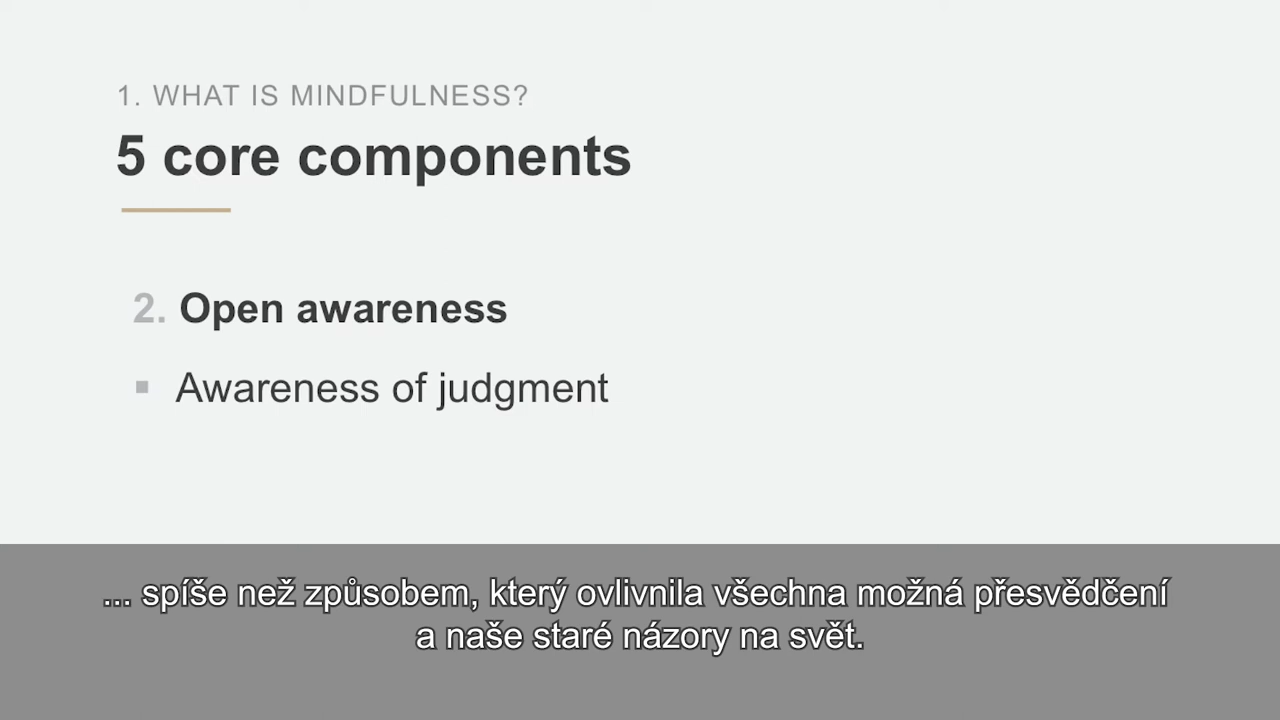 1. WHAT IS MINDFULNESS?
5 core components
2. Open awareness
▪ Awareness of judgment
... spíše než způsobem, který ovlivnila všechna možná přesvědčení
a naše staré názory na svět.